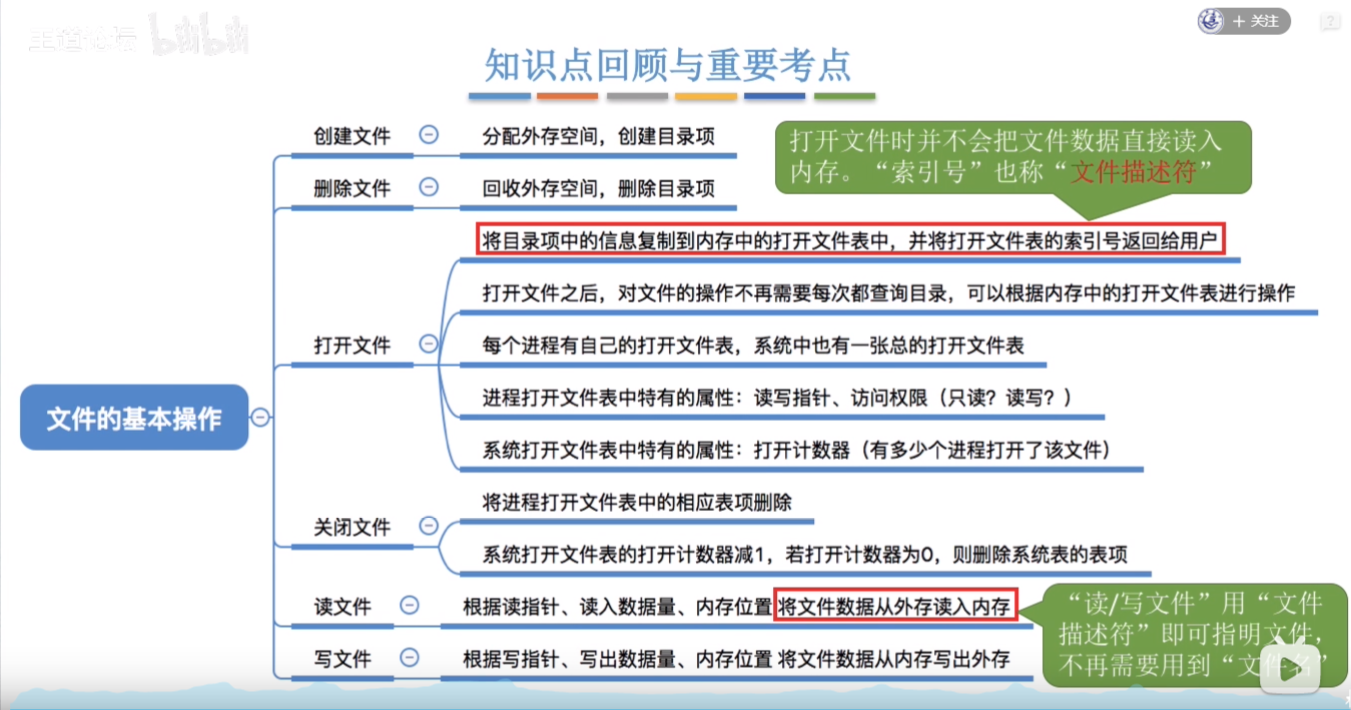 王道论坛 bilibili
+ 关注
?
知识点回顾与重要考点
创建文件
分配外存空间，创建目录项
打开文件时并不会把文件数据直接读入
内存。“索引号”也称“文件描述符”
删除文件
回收外存空间，删除目录项
将目录项中的信息复制到内存中的打开文件表中，并将打开文件表的索引号返回给用户
打开文件之后，对文件的操作不再需要每次都查询目录，可以根据内存中的打开文件表进行操作
打开文件
每个进程有自己的打开文件表，系统中也有一张总的打开文件表
进程打开文件表中特有的属性：读写指针、访问权限（只读？读写？）
文件的基本操作
系统打开文件表中特有的属性：打开计数器（有多少个进程打开了该文件）
将进程打开文件表中的相应表项删除
关闭文件
系统打开文件表的打开计数器减1，若打开计数器为0，则删除系统表的表项
读文件
根据读指针、读入数据量、内存位置将文件数据从外存读入内存
“读/写文件”用“文件
描述符”即可指明文件，
不再需要用到“文件名”
写文件
根据写指针、写出数据量、内存位置 将文件数据从内存写出外存